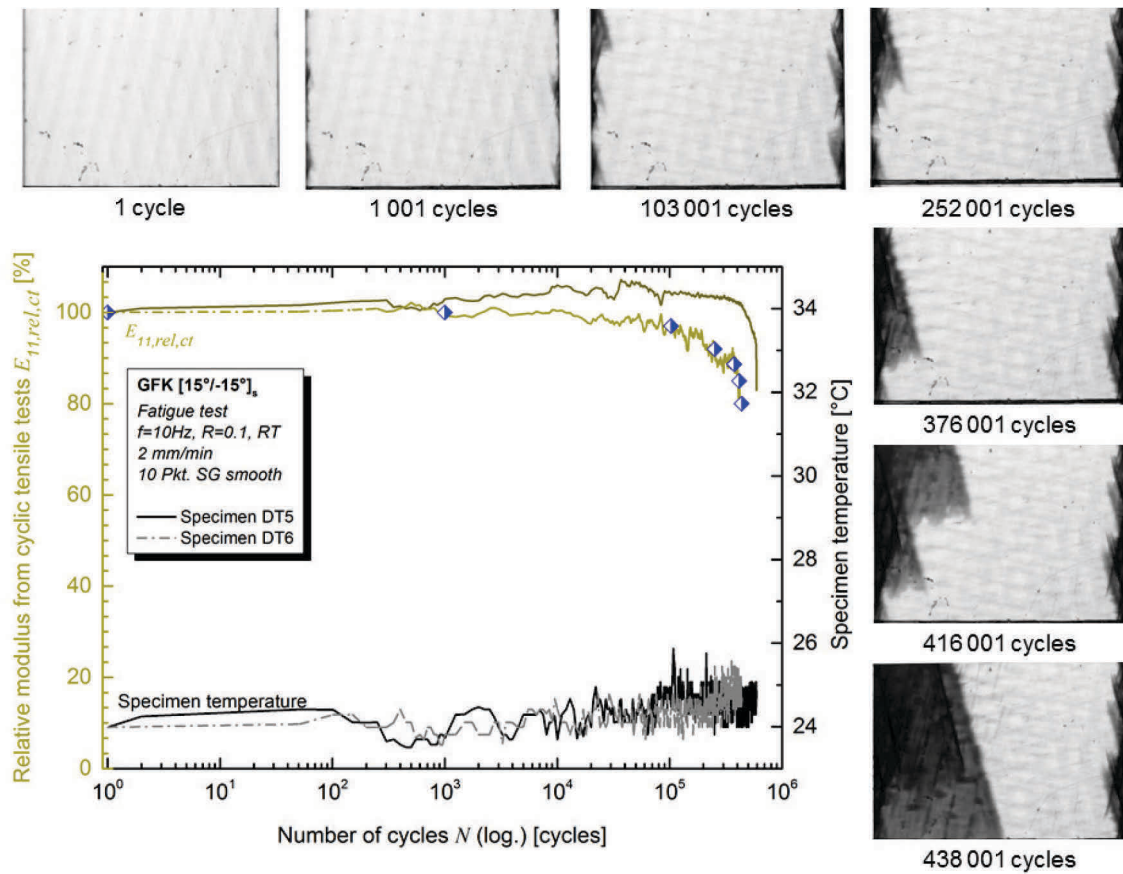 1 cycle
1 001 cycles
103 001 cycles
252 001 cycles
376 001 cycles
416 001 cycles
438 001 cycles
Relative modulus from cyclic tensile tests E11,rel,ct [%]
100
80
60
40
20
0
E11,rel,ct
GFK [15°/-15°]s
Fatigue test
f=10Hz, R=0.1, RT
2 mm/min
10 Pkt. SG smooth
Specimen DT5
Specimen DT6
Specimen temperature
34
32
30
28
26
24
Specimen temperature [°C]
10⁰ 10¹ 10² 10³ 10⁴ 10⁵ 10⁶
Number of cycles N (log.) [cycles]